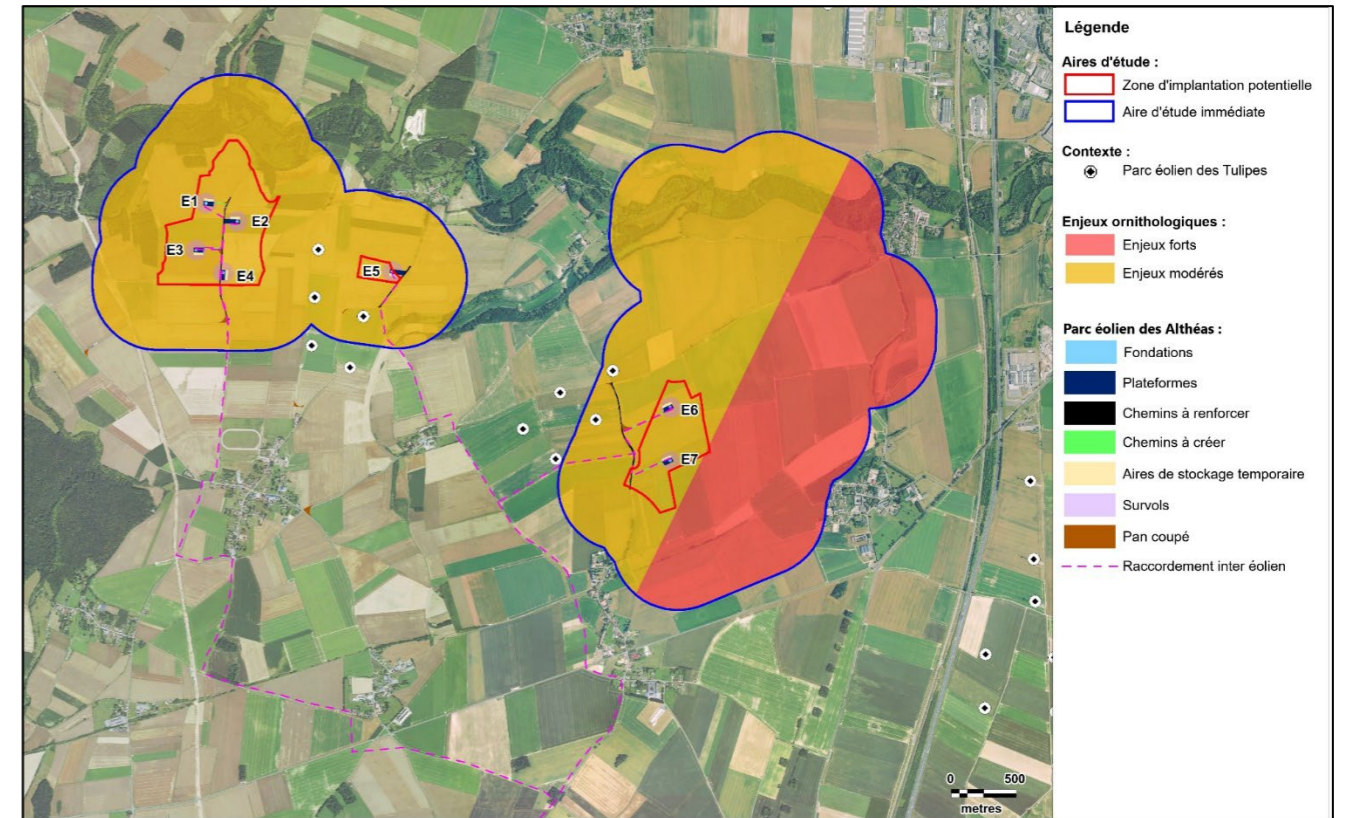 E1
E2
E3
E4
E5
E6
E7
0 500
metres
Légende
Aires d'étude :
Zone d'implantation potentielle
Aire d'étude immédiate
Contexte :
Parc éolien des Tulipes
Enjeux ornithologiques :
Enjeux forts
Enjeux modérés
Parc éolien des Althéas :
Fondations
Plateformes
Chemins à renforcer
Chemins à créer
Aires de stockage temporaire
Survols
Pan coupé
Raccordement inter éolien